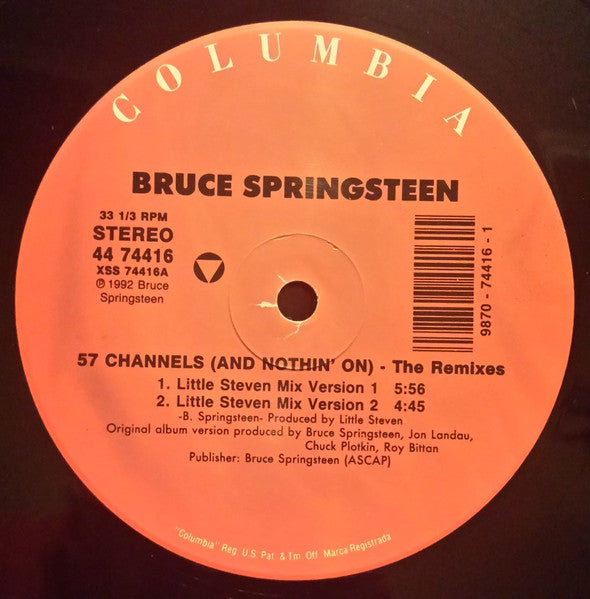 COLUMBIA
BRUCE SPRINGSTEEN
33 1/3 RPM
STEREO
44 74416
XSS 74416A
℗ 1992 Bruce
Springsteen
9870 - 74416 - 1
57 CHANNELS (AND NOTHIN' ON) - The Remixes
1. Little Steven Mix Version 1 5:56
2. Little Steven Mix Version 2 4:45
-B. Springsteen- Produced by Little Steven
Original album version produced by Bruce Springsteen, Jon Landau,
Chuck Plotkin, Roy Bittan
Publisher: Bruce Springsteen (ASCAP)
"Columbia" Reg. U.S. Pat. & Tm. Off. Marca Registrada